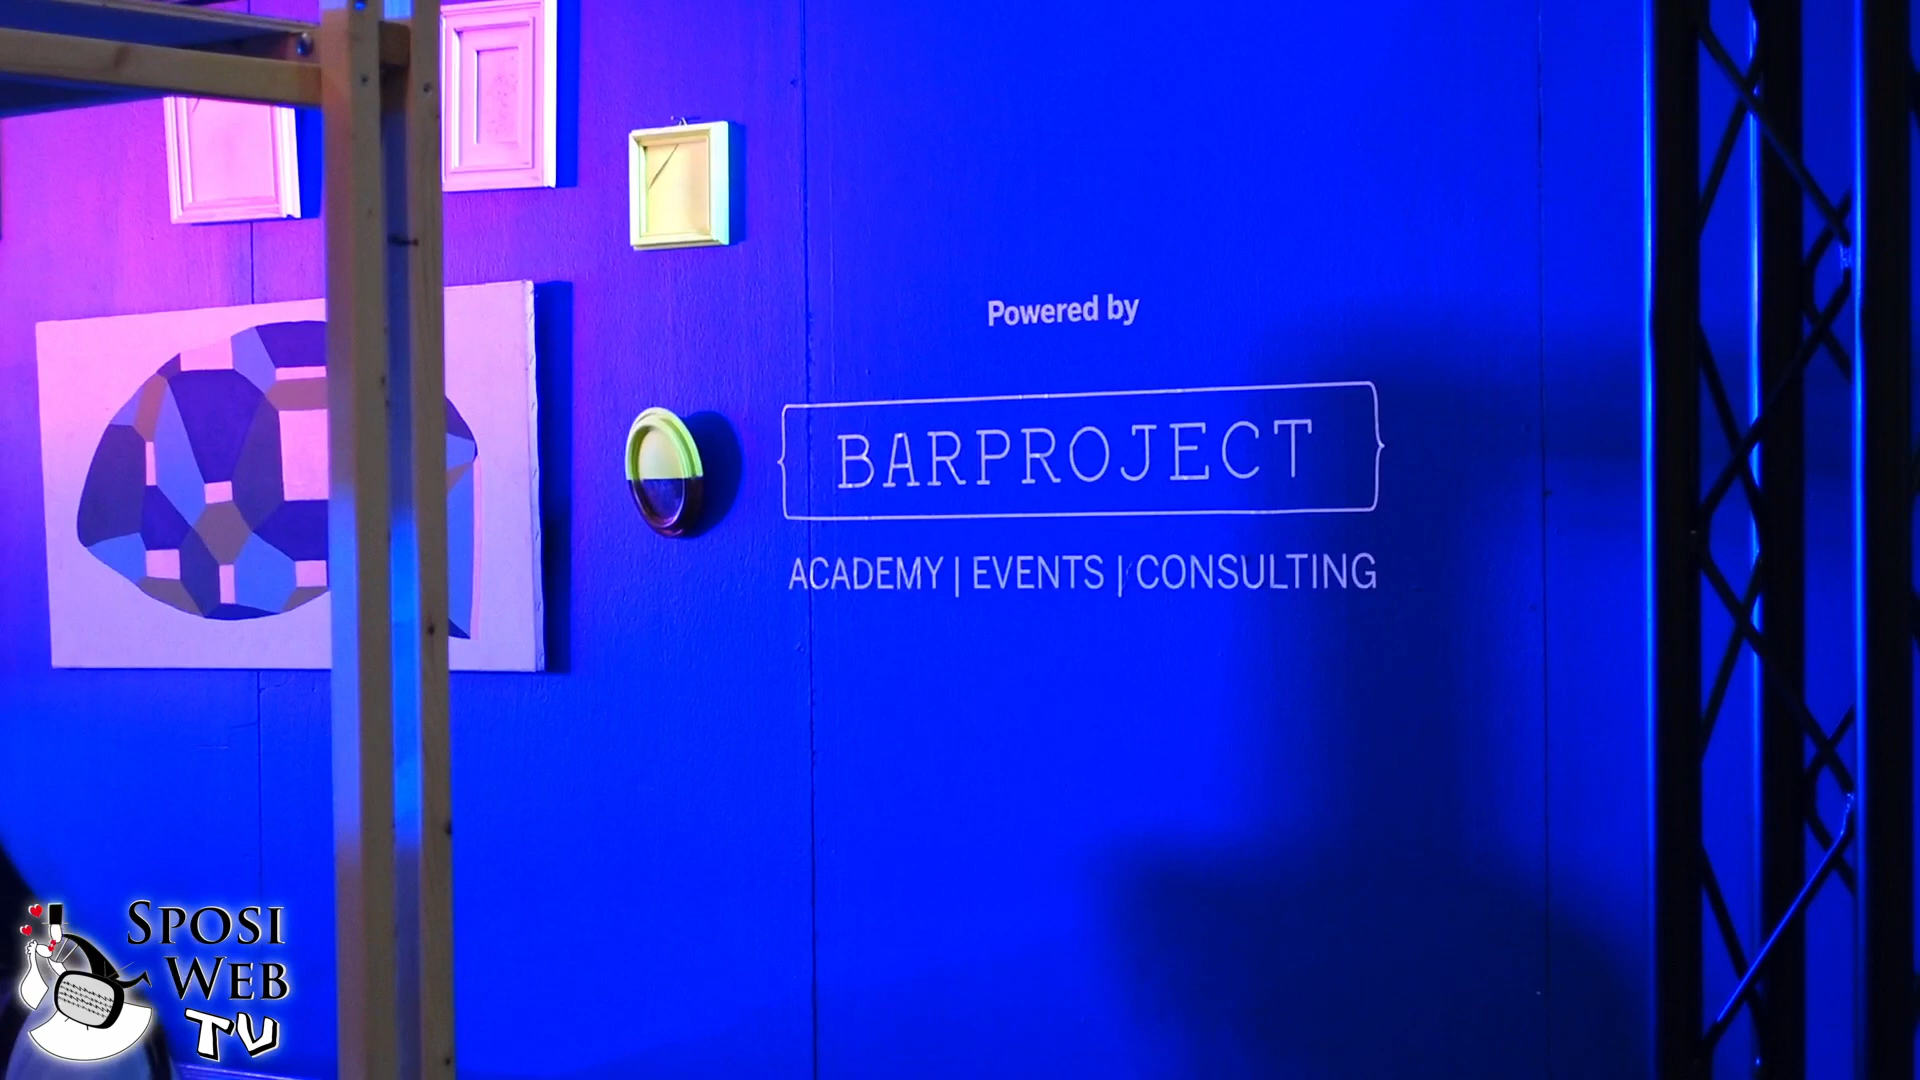 Powered by
BARPROJECT
ACADEMY | EVENTS | CONSULTING
SPOSI
WEB
TV